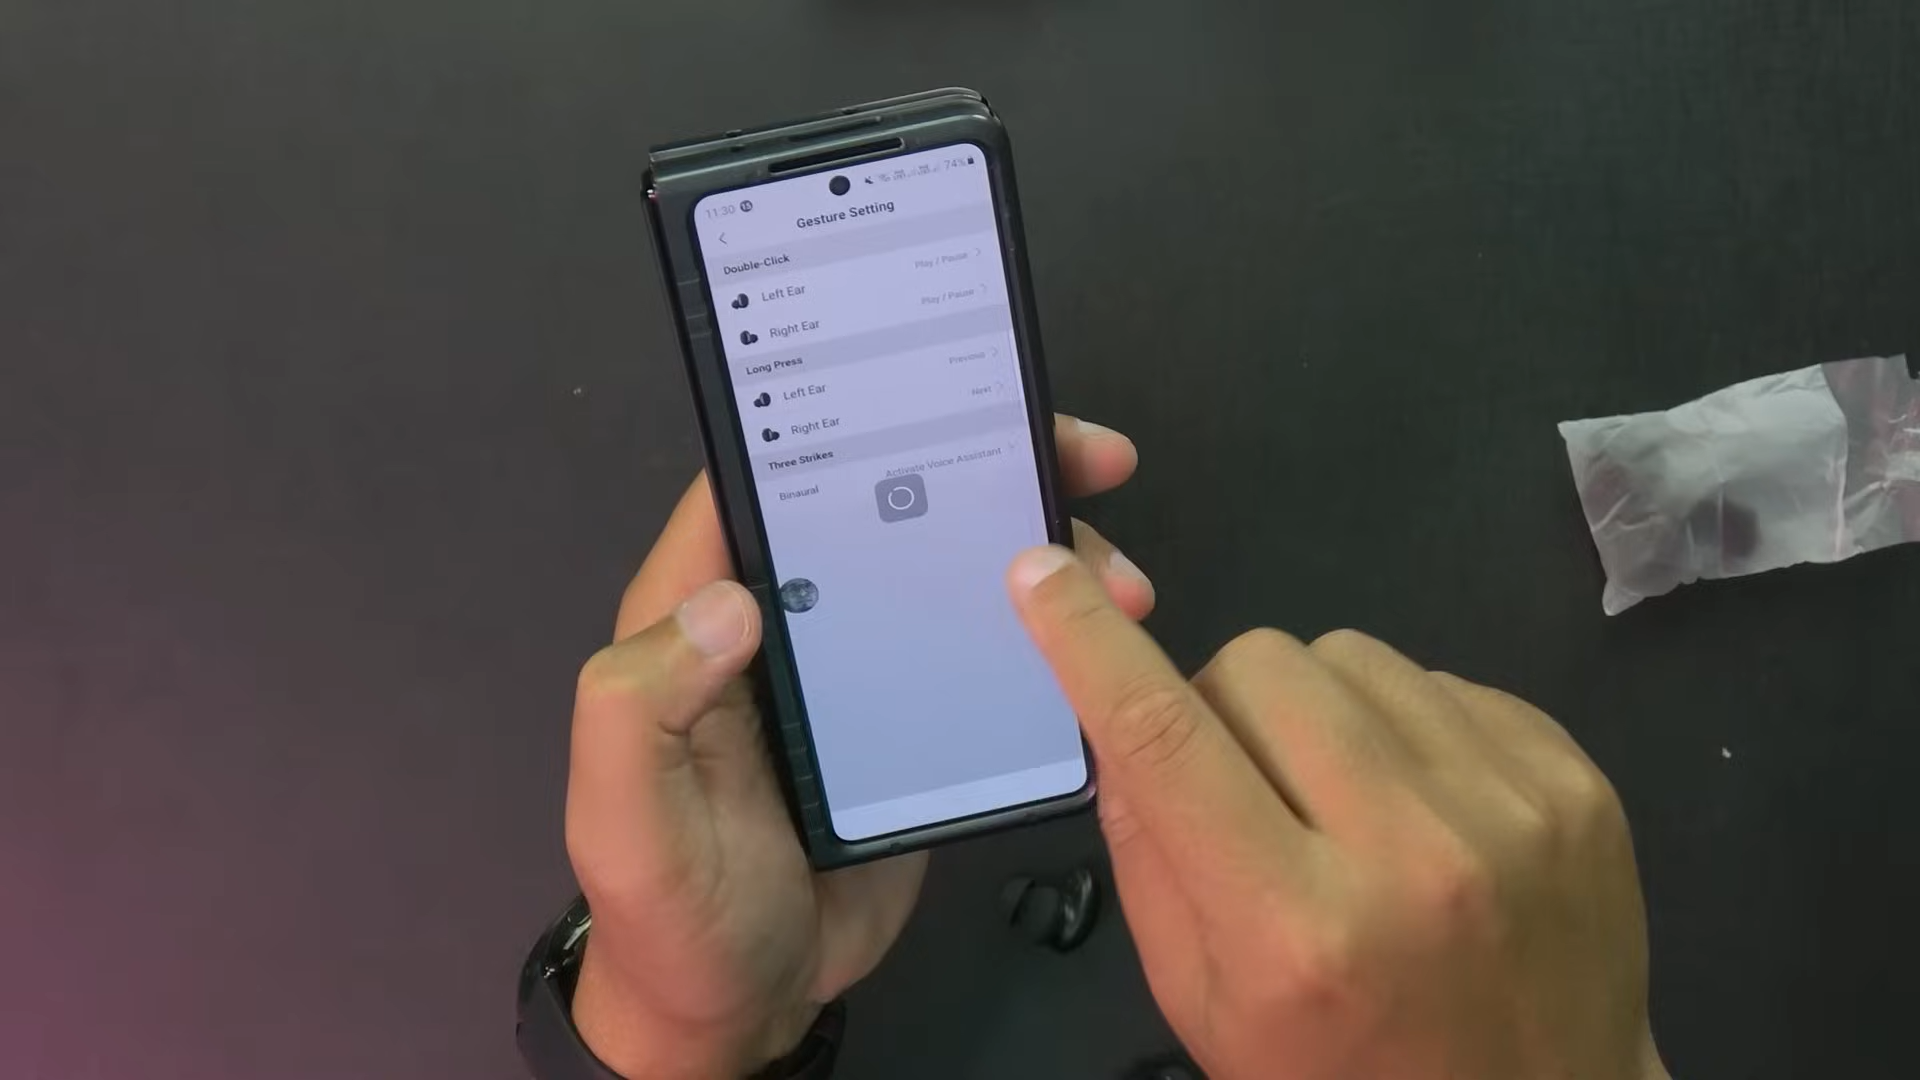 11:30 15 74%
Gesture Setting
Double-Click
Left Ear Play / Pause
Right Ear Play / Pause
Long Press
Left Ear Previous
Right Ear Next
Three Strikes
Binaural Activate Voice Assistant